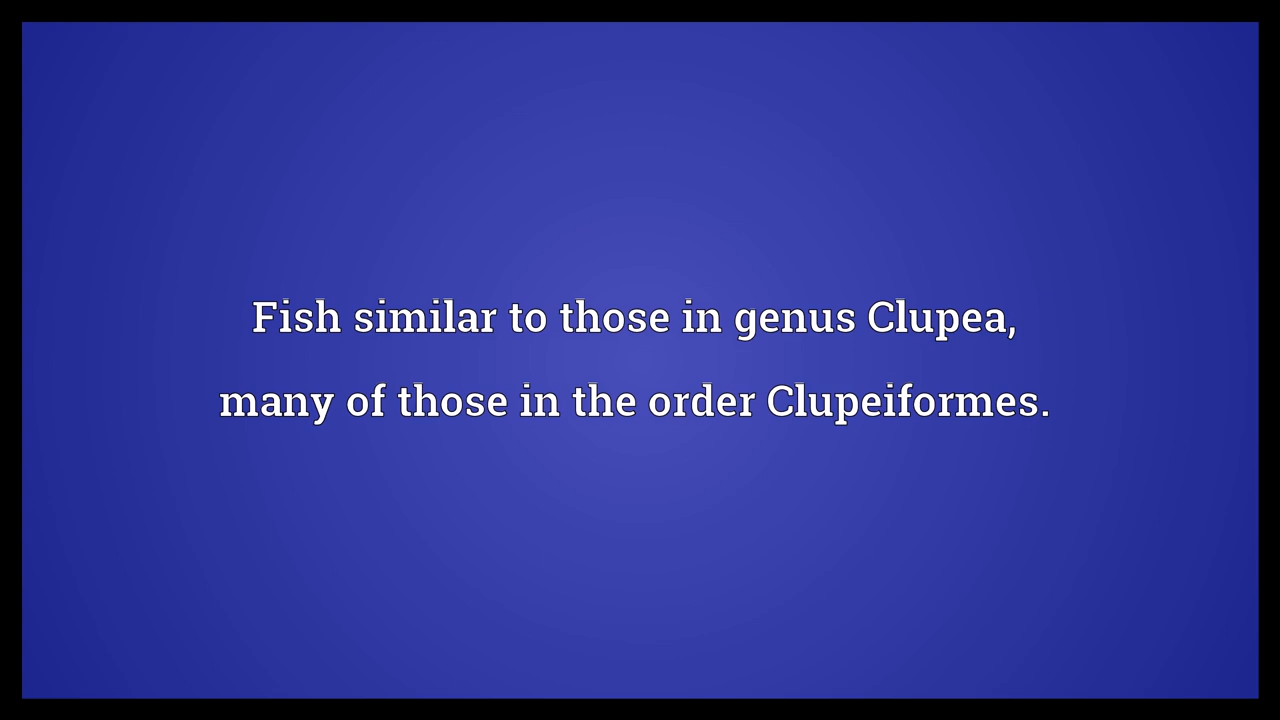 Fish similar to those in genus Clupea,
many of those in the order Clupeiformes.